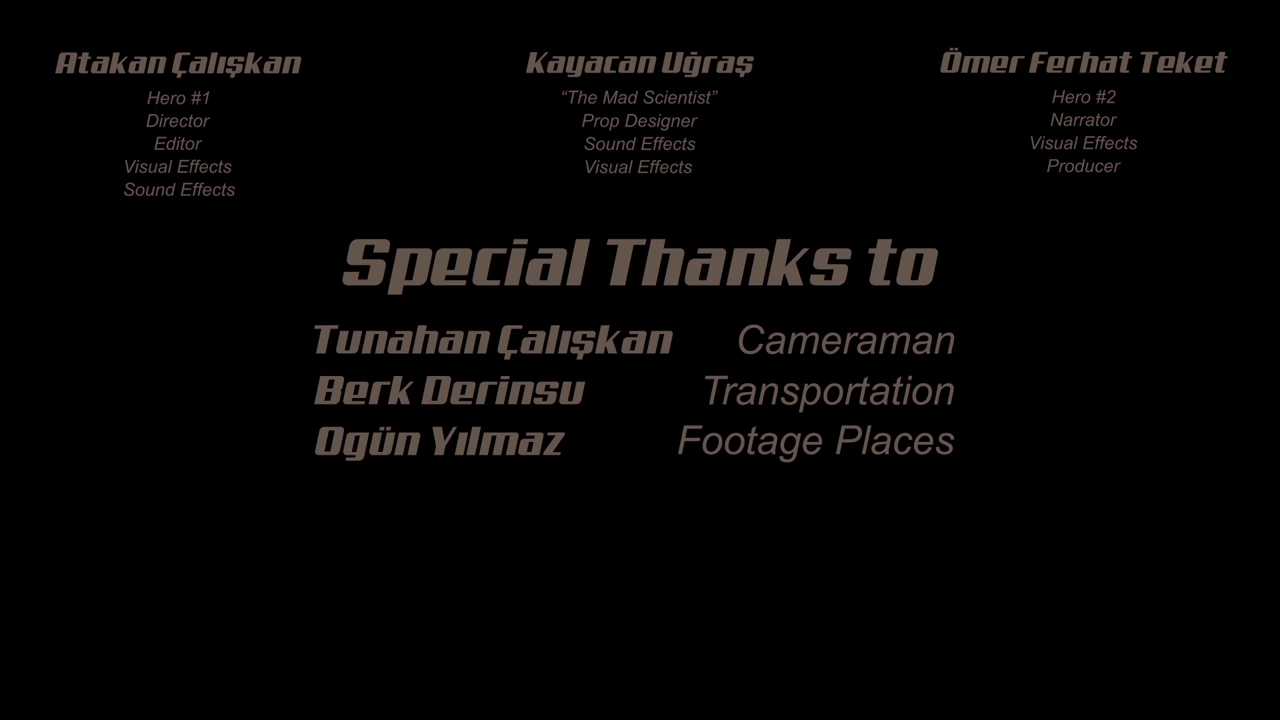 Atakan Çalışkan
Hero #1
Director
Editor
Visual Effects
Sound Effects
Kayacan Uğraş
“The Mad Scientist”
Prop Designer
Sound Effects
Visual Effects
Ömer Ferhat Teket
Hero #2
Narrator
Visual Effects
Producer
Special Thanks to
Tunahan Çalışkan Cameraman
Berk Derinsu Transportation
Ogün Yılmaz Footage Places